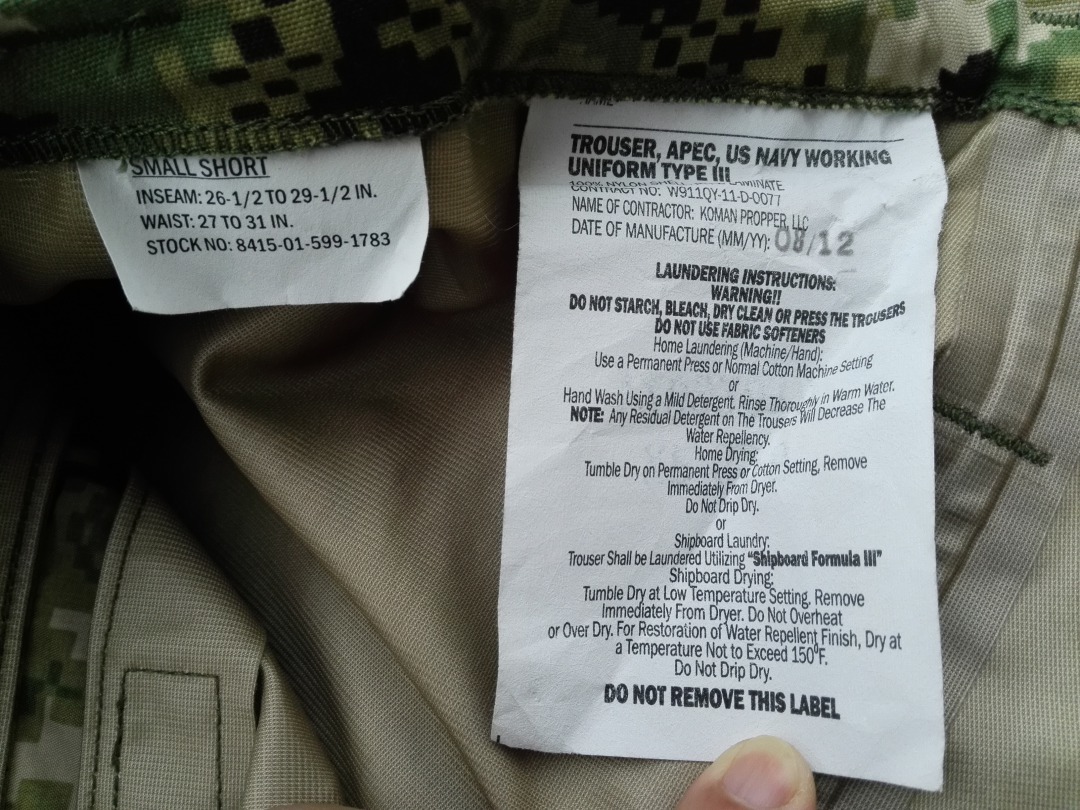 SMALL SHORT
INSEAM: 26-1/2 TO 29-1/2 IN.
WAIST: 27 TO 31 IN.
STOCK NO: 8415-01-599-1783
TROUSER, APEC, US NAVY WORKING
UNIFORM TYPE III
100% NYLON LAMINATE
CONTRACT NO: W911QY-11-D-0077
NAME OF CONTRACTOR: KOMAN PROPPER, LLC
DATE OF MANUFACTURE (MM/YY): 08/12
LAUNDERING INSTRUCTIONS:
WARNING!!
DO NOT STARCH, BLEACH, DRY CLEAN OR PRESS THE TROUSERS
DO NOT USE FABRIC SOFTENERS
Home Laundering (Machine/Hand):
Use a Permanent Press or Normal Cotton Machine Setting
or
Hand Wash Using a Mild Detergent. Rinse Thoroughly in Warm Water.
NOTE: Any Residual Detergent on The Trousers Will Decrease The
Water Repellency.
Home Drying:
Tumble Dry on Permanent Press or Cotton Setting, Remove
Immediately From Dryer.
Do Not Drip Dry.
or
Shipboard Laundry:
Trouser Shall be Laundered Utilizing "Shipboard Formula III"
Shipboard Drying:
Tumble Dry at Low Temperature Setting. Remove
Immediately From Dryer. Do Not Overheat
or Over Dry. For Restoration of Water Repellent Finish, Dry at
a Temperature Not to Exceed 150⁰F.
Do Not Drip Dry.
DO NOT REMOVE THIS LABEL